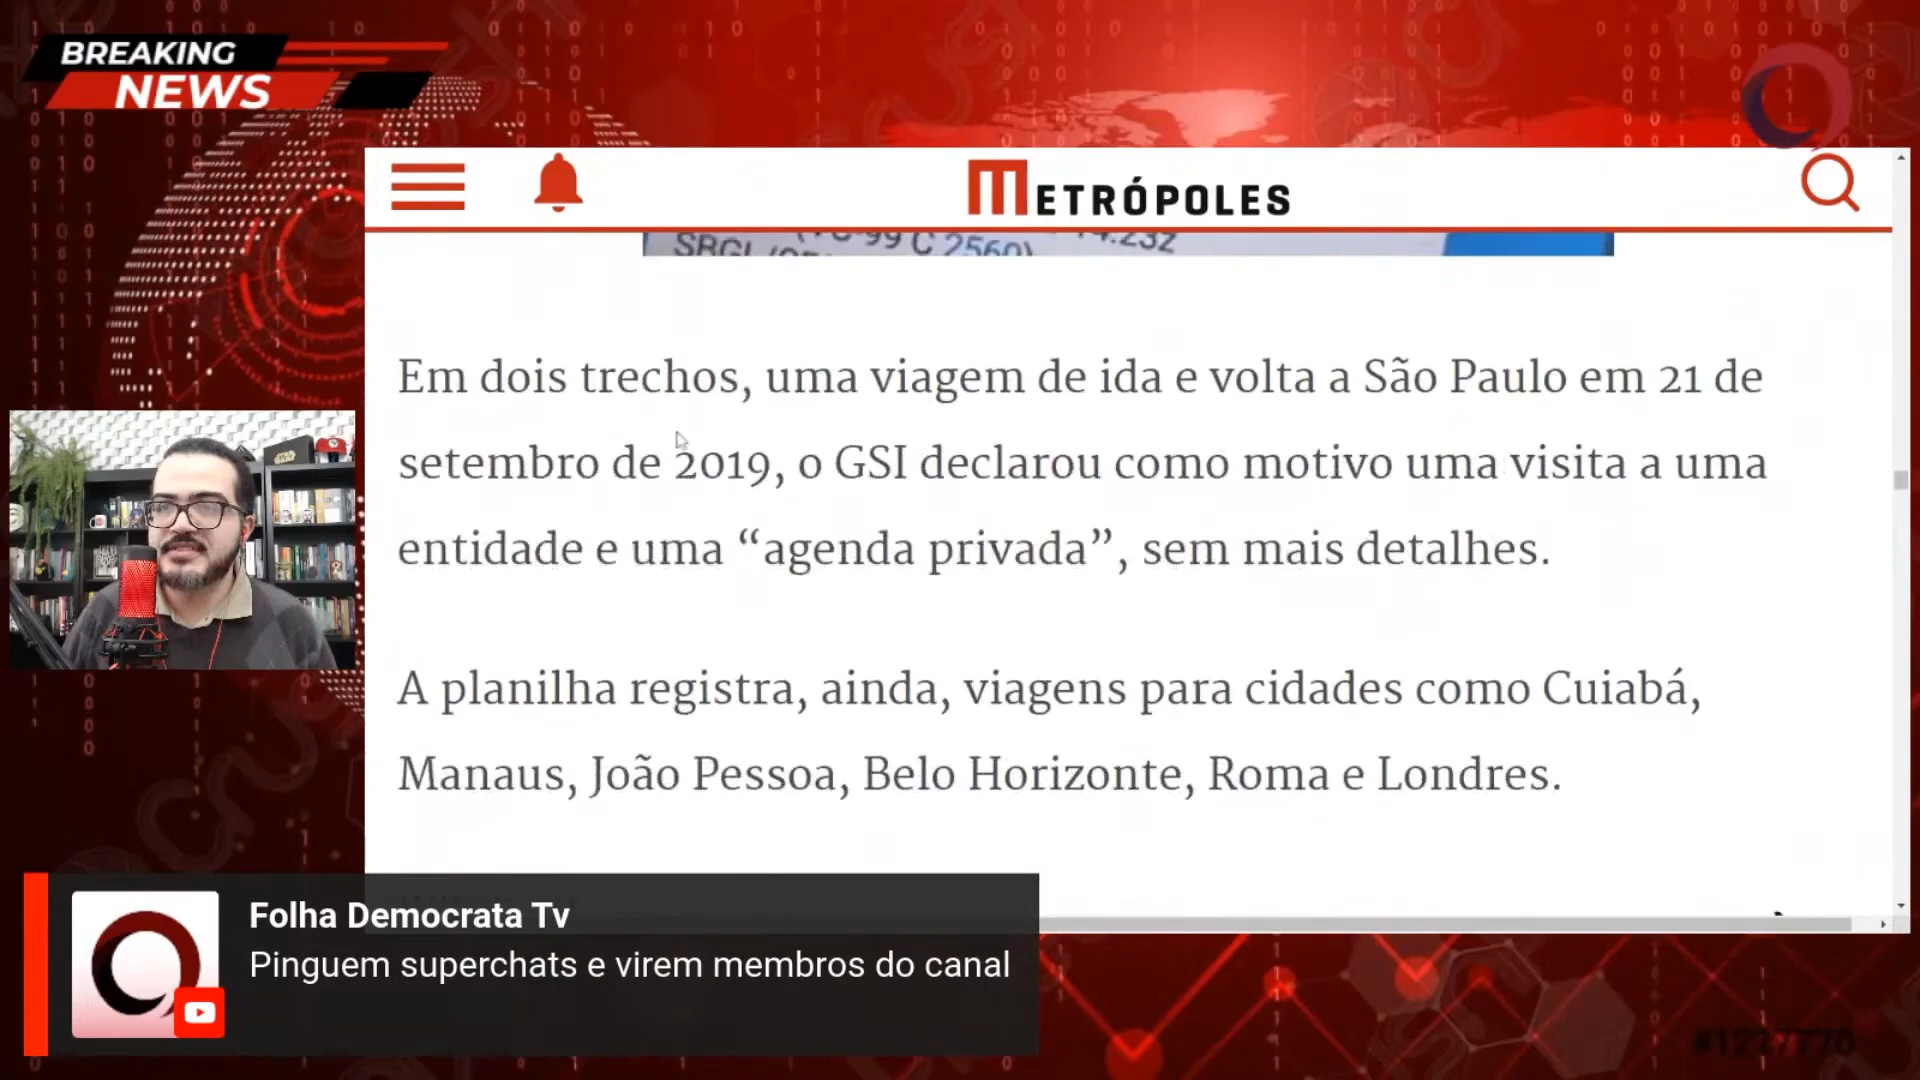 BREAKING
NEWS
METRÓPOLES
C 2560)
Em dois trechos, uma viagem de ida e volta a São Paulo em 21 de
setembro de 2019, o GSI declarou como motivo uma visita a uma
entidade e uma “agenda privada”, sem mais detalhes.
A planilha registra, ainda, viagens para cidades como Cuiabá,
Manaus, João Pessoa, Belo Horizonte, Roma e Londres.
Folha Democrata Tv
Pinguem superchats e virem membros do canal